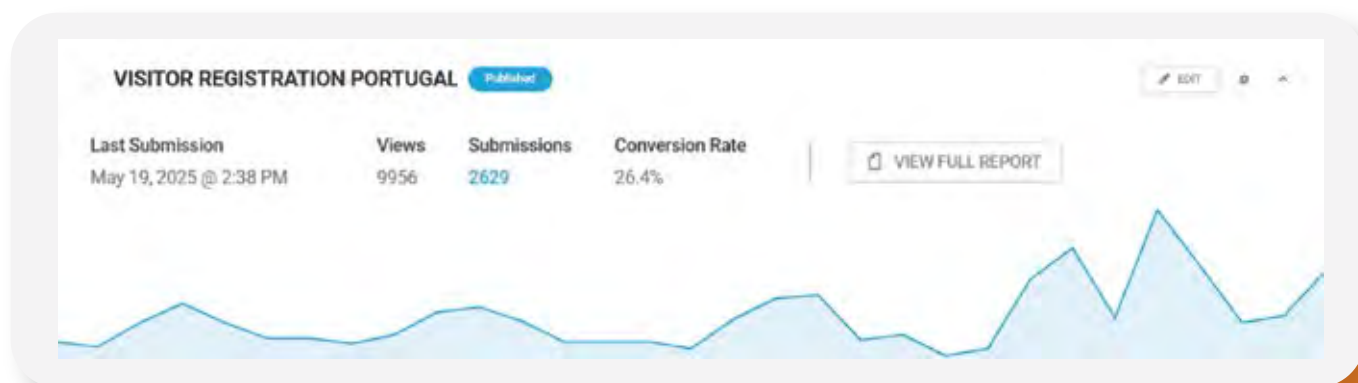 VISITOR REGISTRATION PORTUGAL Published
EDIT
Last Submission Views Submissions Conversion Rate
May 19, 2025 @ 2:38 PM 9956 2629 26.4%
VIEW FULL REPORT